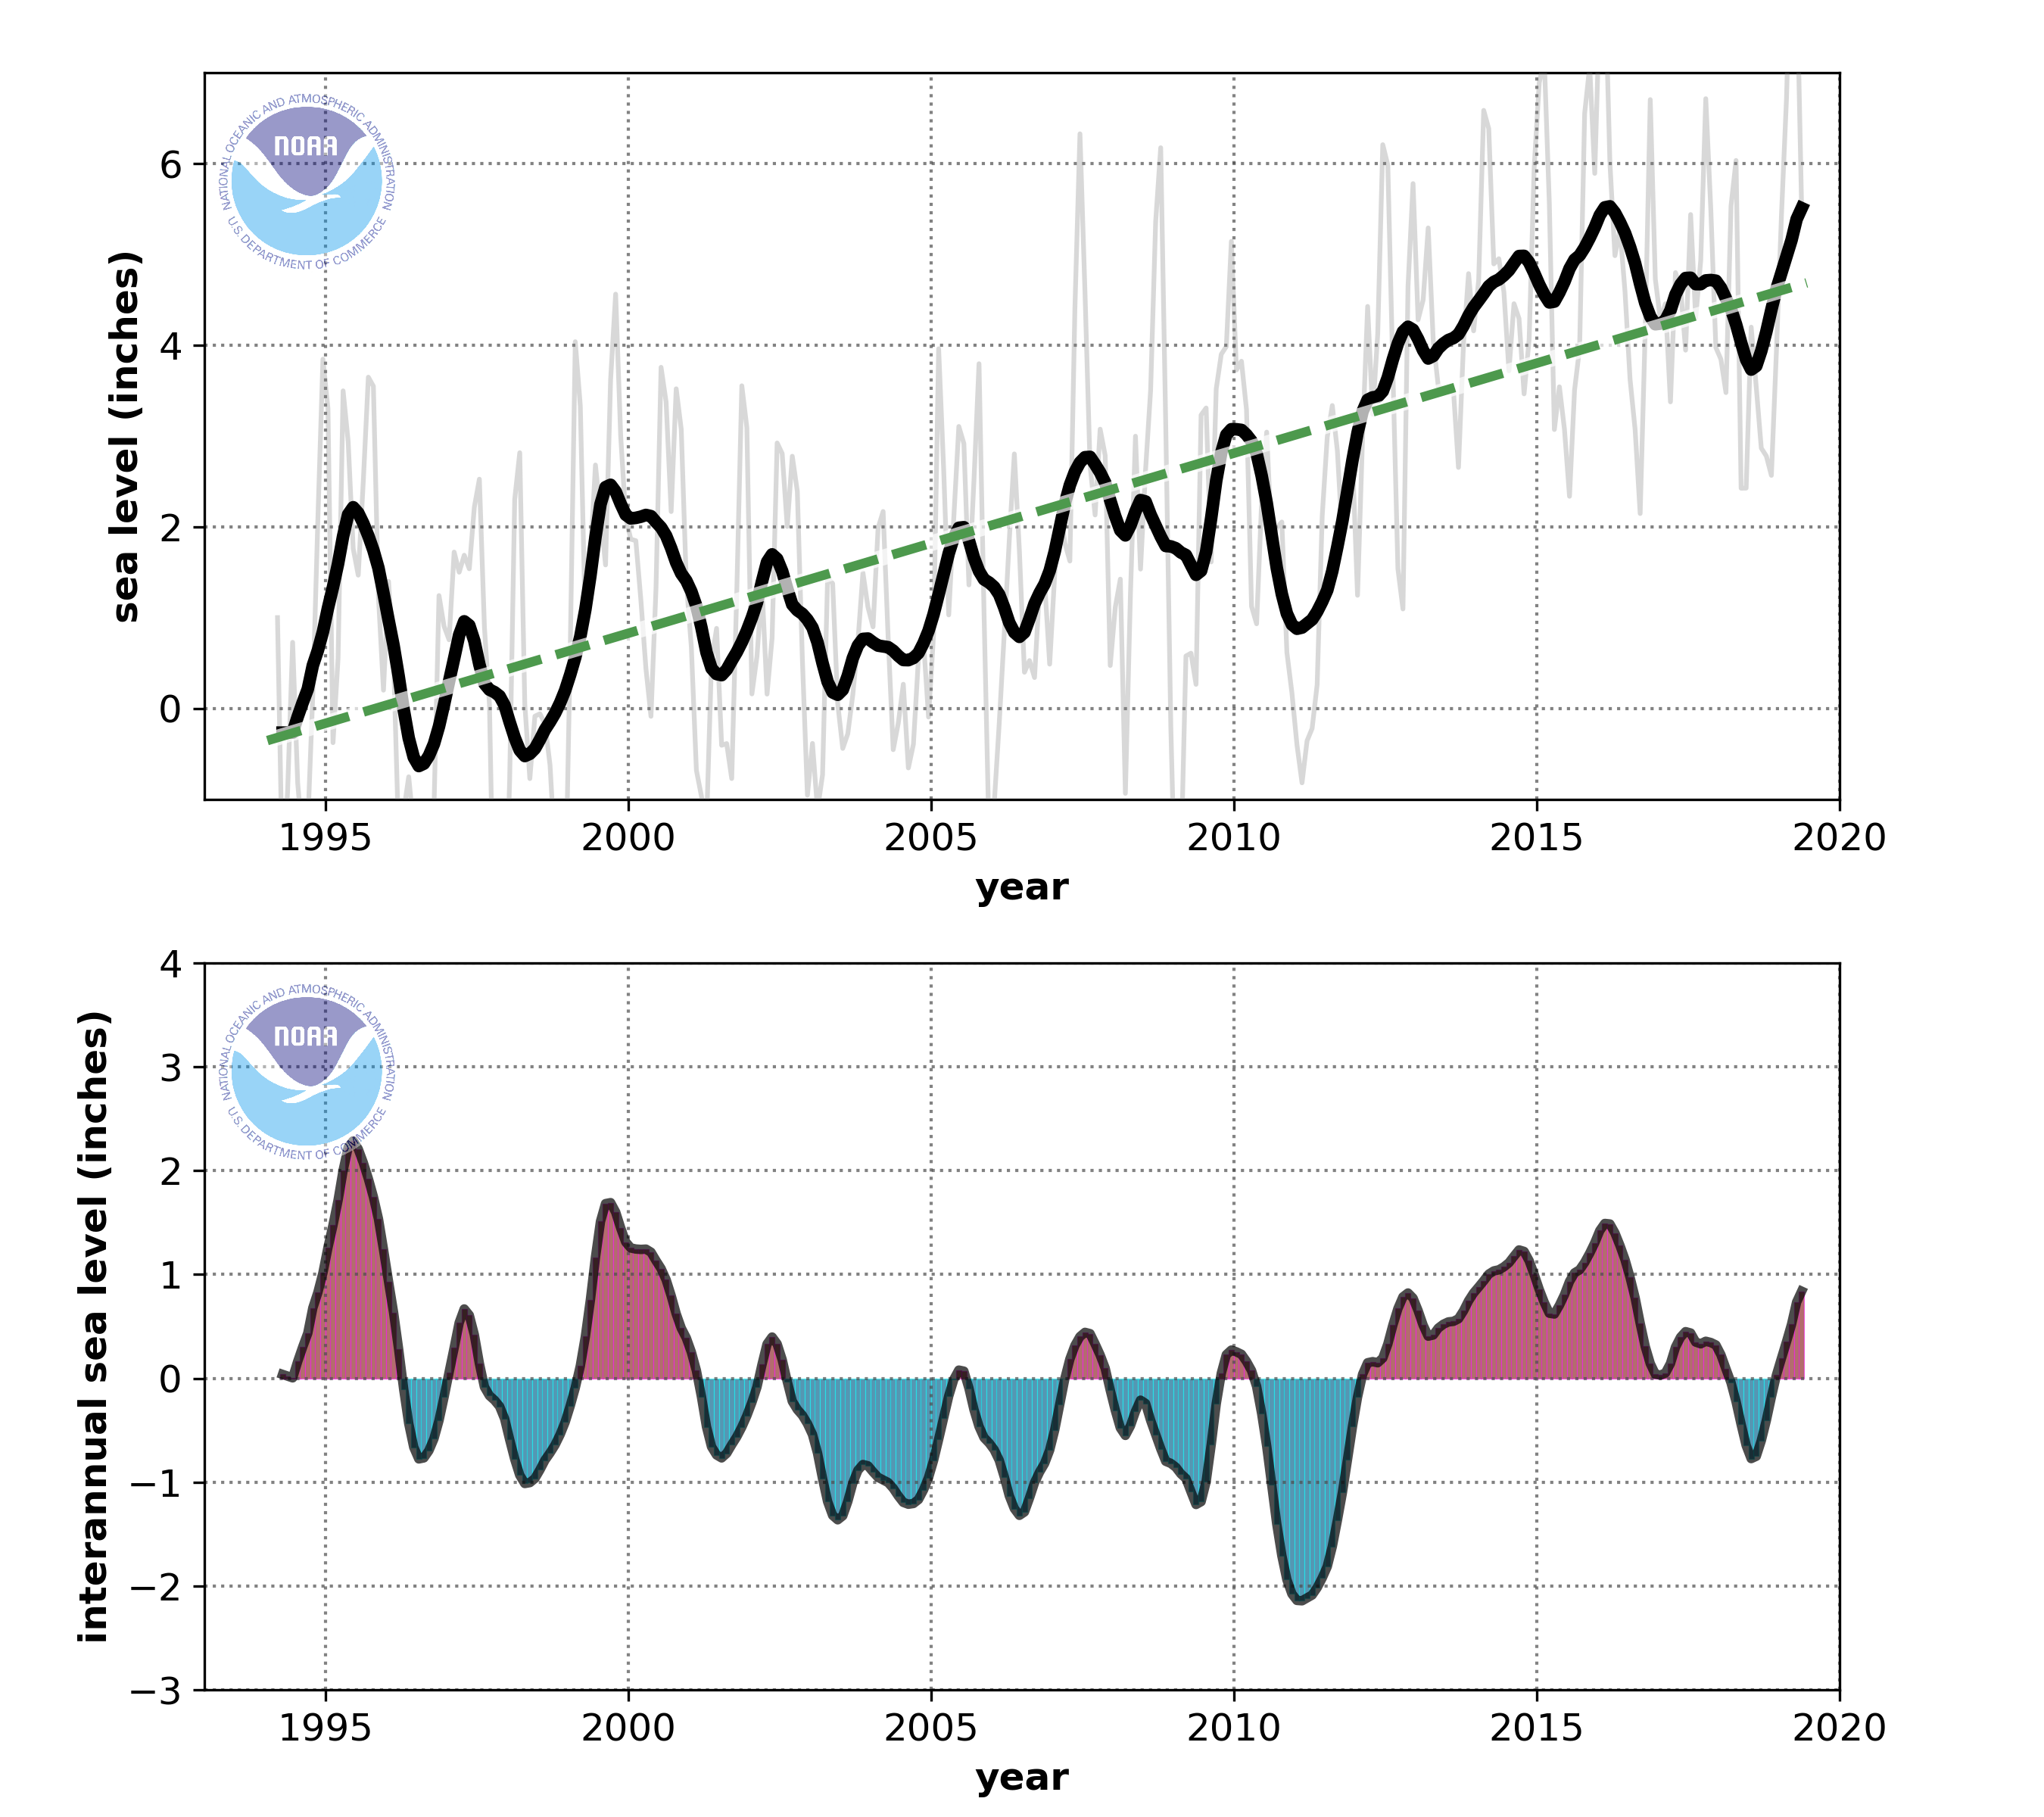 NATIONAL OCEANIC AND ATMOSPHERIC ADMINISTRATION
NOAA
U.S. DEPARTMENT OF COMMERCE
sea level (inches)
6
4
2
0
1995 2000 2005 2010 2015 2020
year
NATIONAL OCEANIC AND ATMOSPHERIC ADMINISTRATION
NOAA
U.S. DEPARTMENT OF COMMERCE
interannual sea level (inches)
4
3
2
1
0
−1
−2
−3
1995 2000 2005 2010 2015 2020
year